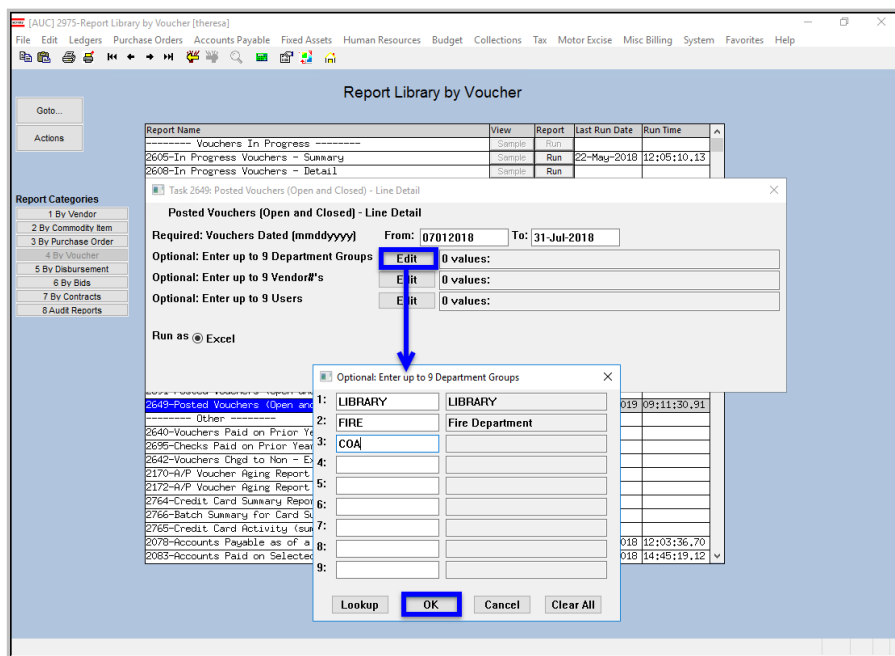 [AUC] 2975-Report Library by Voucher [theresa]
File Edit Ledgers Purchase Orders Accounts Payable Fixed Assets Human Resources Budget Collections Tax Motor Excise Misc Billing System Favorites Help
Report Library by Voucher
Goto...
Actions
Report Name View Report Last Run Date Run Time
-------- Vouchers In Progress -------- Sample Run
2605-In Progress Vouchers - Summary Sample Run 22-May-2018 12:05:10.13
2608-In Progress Vouchers - Detail Sample Run
Report Categories
1 By Vendor
2 By Commodity Item
3 By Purchase Order
4 By Voucher
5 By Disbursement
6 By Bids
7 By Contracts
8 Audit Reports
Task 2649: Posted Vouchers (Open and Closed) - Line Detail
Posted Vouchers (Open and Closed) - Line Detail
Required: Vouchers Dated (mmddyyyy) From: 07012018 To: 31-Jul-2018
Optional: Enter up to 9 Department Groups Edit 0 values:
Optional: Enter up to 9 Vendor#'s Edit 0 values:
Optional: Enter up to 9 Users Edit 0 values:
Run as Excel
2649-Posted Vouchers (Open and 019 09:11:30.91
-------- Other --------
2640-Vouchers Paid on Prior Ye
2695-Checks Paid on Prior Year
2642-Vouchers Chgd to Non - Ex
2170-A/P Voucher Aging Report
2172-A/P Voucher Aging Report
2764-Credit Card Summary Repor
2766-Batch Summary for Card Su
2765-Credit Card Activity (sum
2078-Accounts Payable as of a 018 12:03:36.70
2083-Accounts Paid on Selected 018 14:45:19.12
Optional: Enter up to 9 Department Groups
1: LIBRARY LIBRARY
2: FIRE Fire Department
3: COA
4:
5:
6:
7:
8:
9:
Lookup OK Cancel Clear All